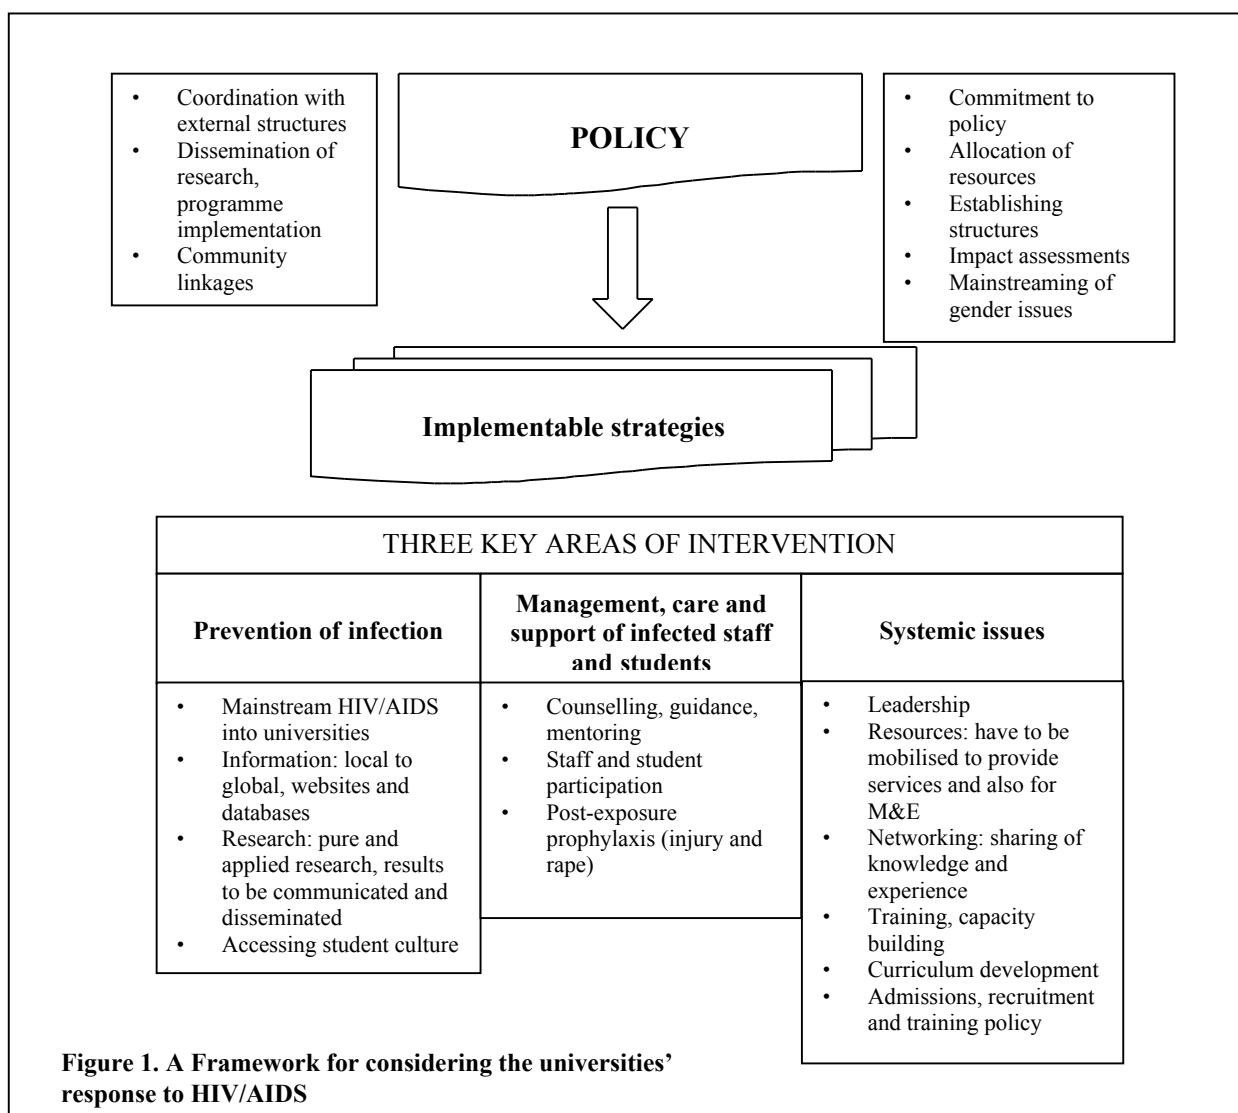 • Coordination with
external structures
• Dissemination of
research,
programme
implementation
• Community
linkages
POLICY
• Commitment to
policy
• Allocation of
resources
• Establishing
structures
• Impact assessments
• Mainstreaming of
gender issues
Implementable strategies
THREE KEY AREAS OF INTERVENTION
Prevention of infection
Management, care and
support of infected staff
and students
Systemic issues
• Mainstream HIV/AIDS
into universities
• Information: local to
global, websites and
databases
• Research: pure and
applied research, results
to be communicated and
disseminated
• Accessing student culture
• Counselling, guidance,
mentoring
• Staff and student
participation
• Post-exposure
prophylaxis (injury and
rape)
• Leadership
• Resources: have to be
mobilised to provide
services and also for
M&E
• Networking: sharing of
knowledge and
experience
• Training, capacity
building
• Curriculum development
• Admissions, recruitment
and training policy
Figure 1. A Framework for considering the universities’
response to HIV/AIDS